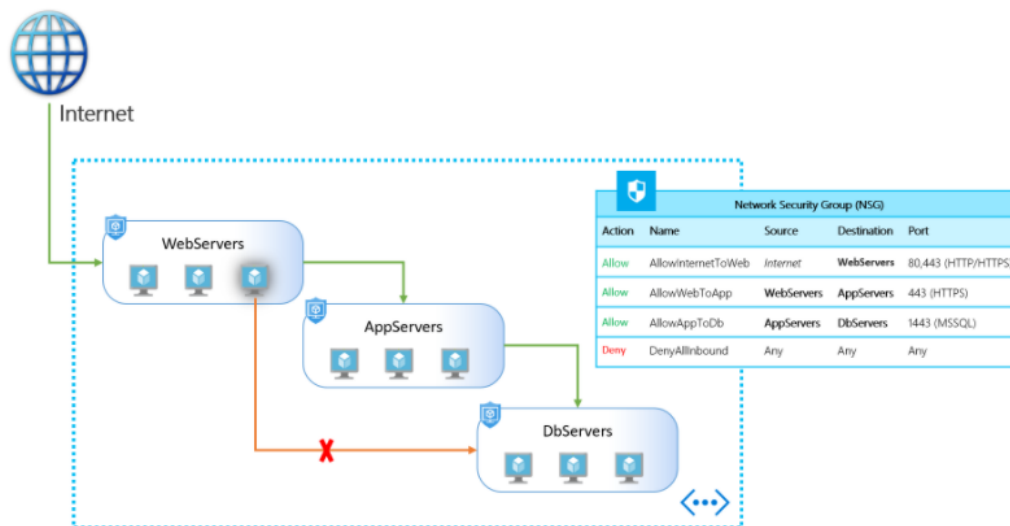 Internet
WebServers
AppServers
DbServers
Network Security Group (NSG)
Action Name Source Destination Port
Allow AllowInternetToWeb Internet WebServers 80,443 (HTTP/HTTPS)
Allow AllowWebToApp WebServers AppServers 443 (HTTPS)
Allow AllowAppToDb AppServers DbServers 1443 (MSSQL)
Deny DenyAllInbound Any Any Any